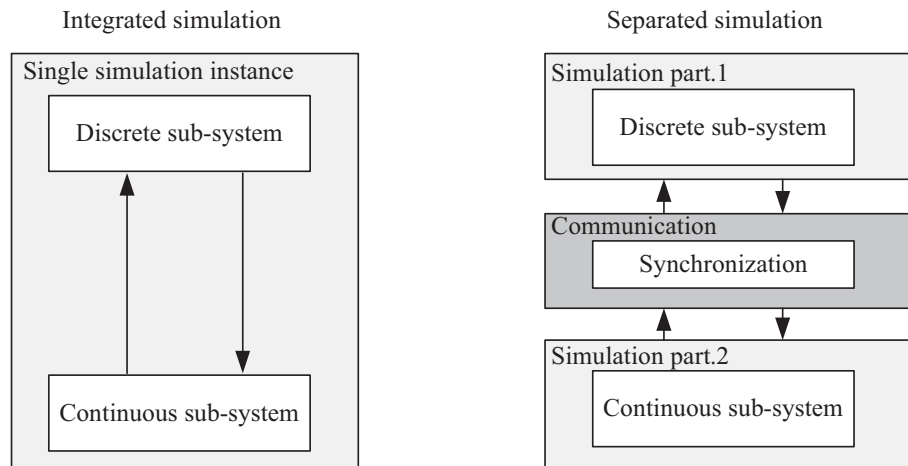 Integrated simulation
Single simulation instance
Discrete sub-system
Continuous sub-system
Separated simulation
Simulation part.1
Discrete sub-system
Communication
Synchronization
Simulation part.2
Continuous sub-system